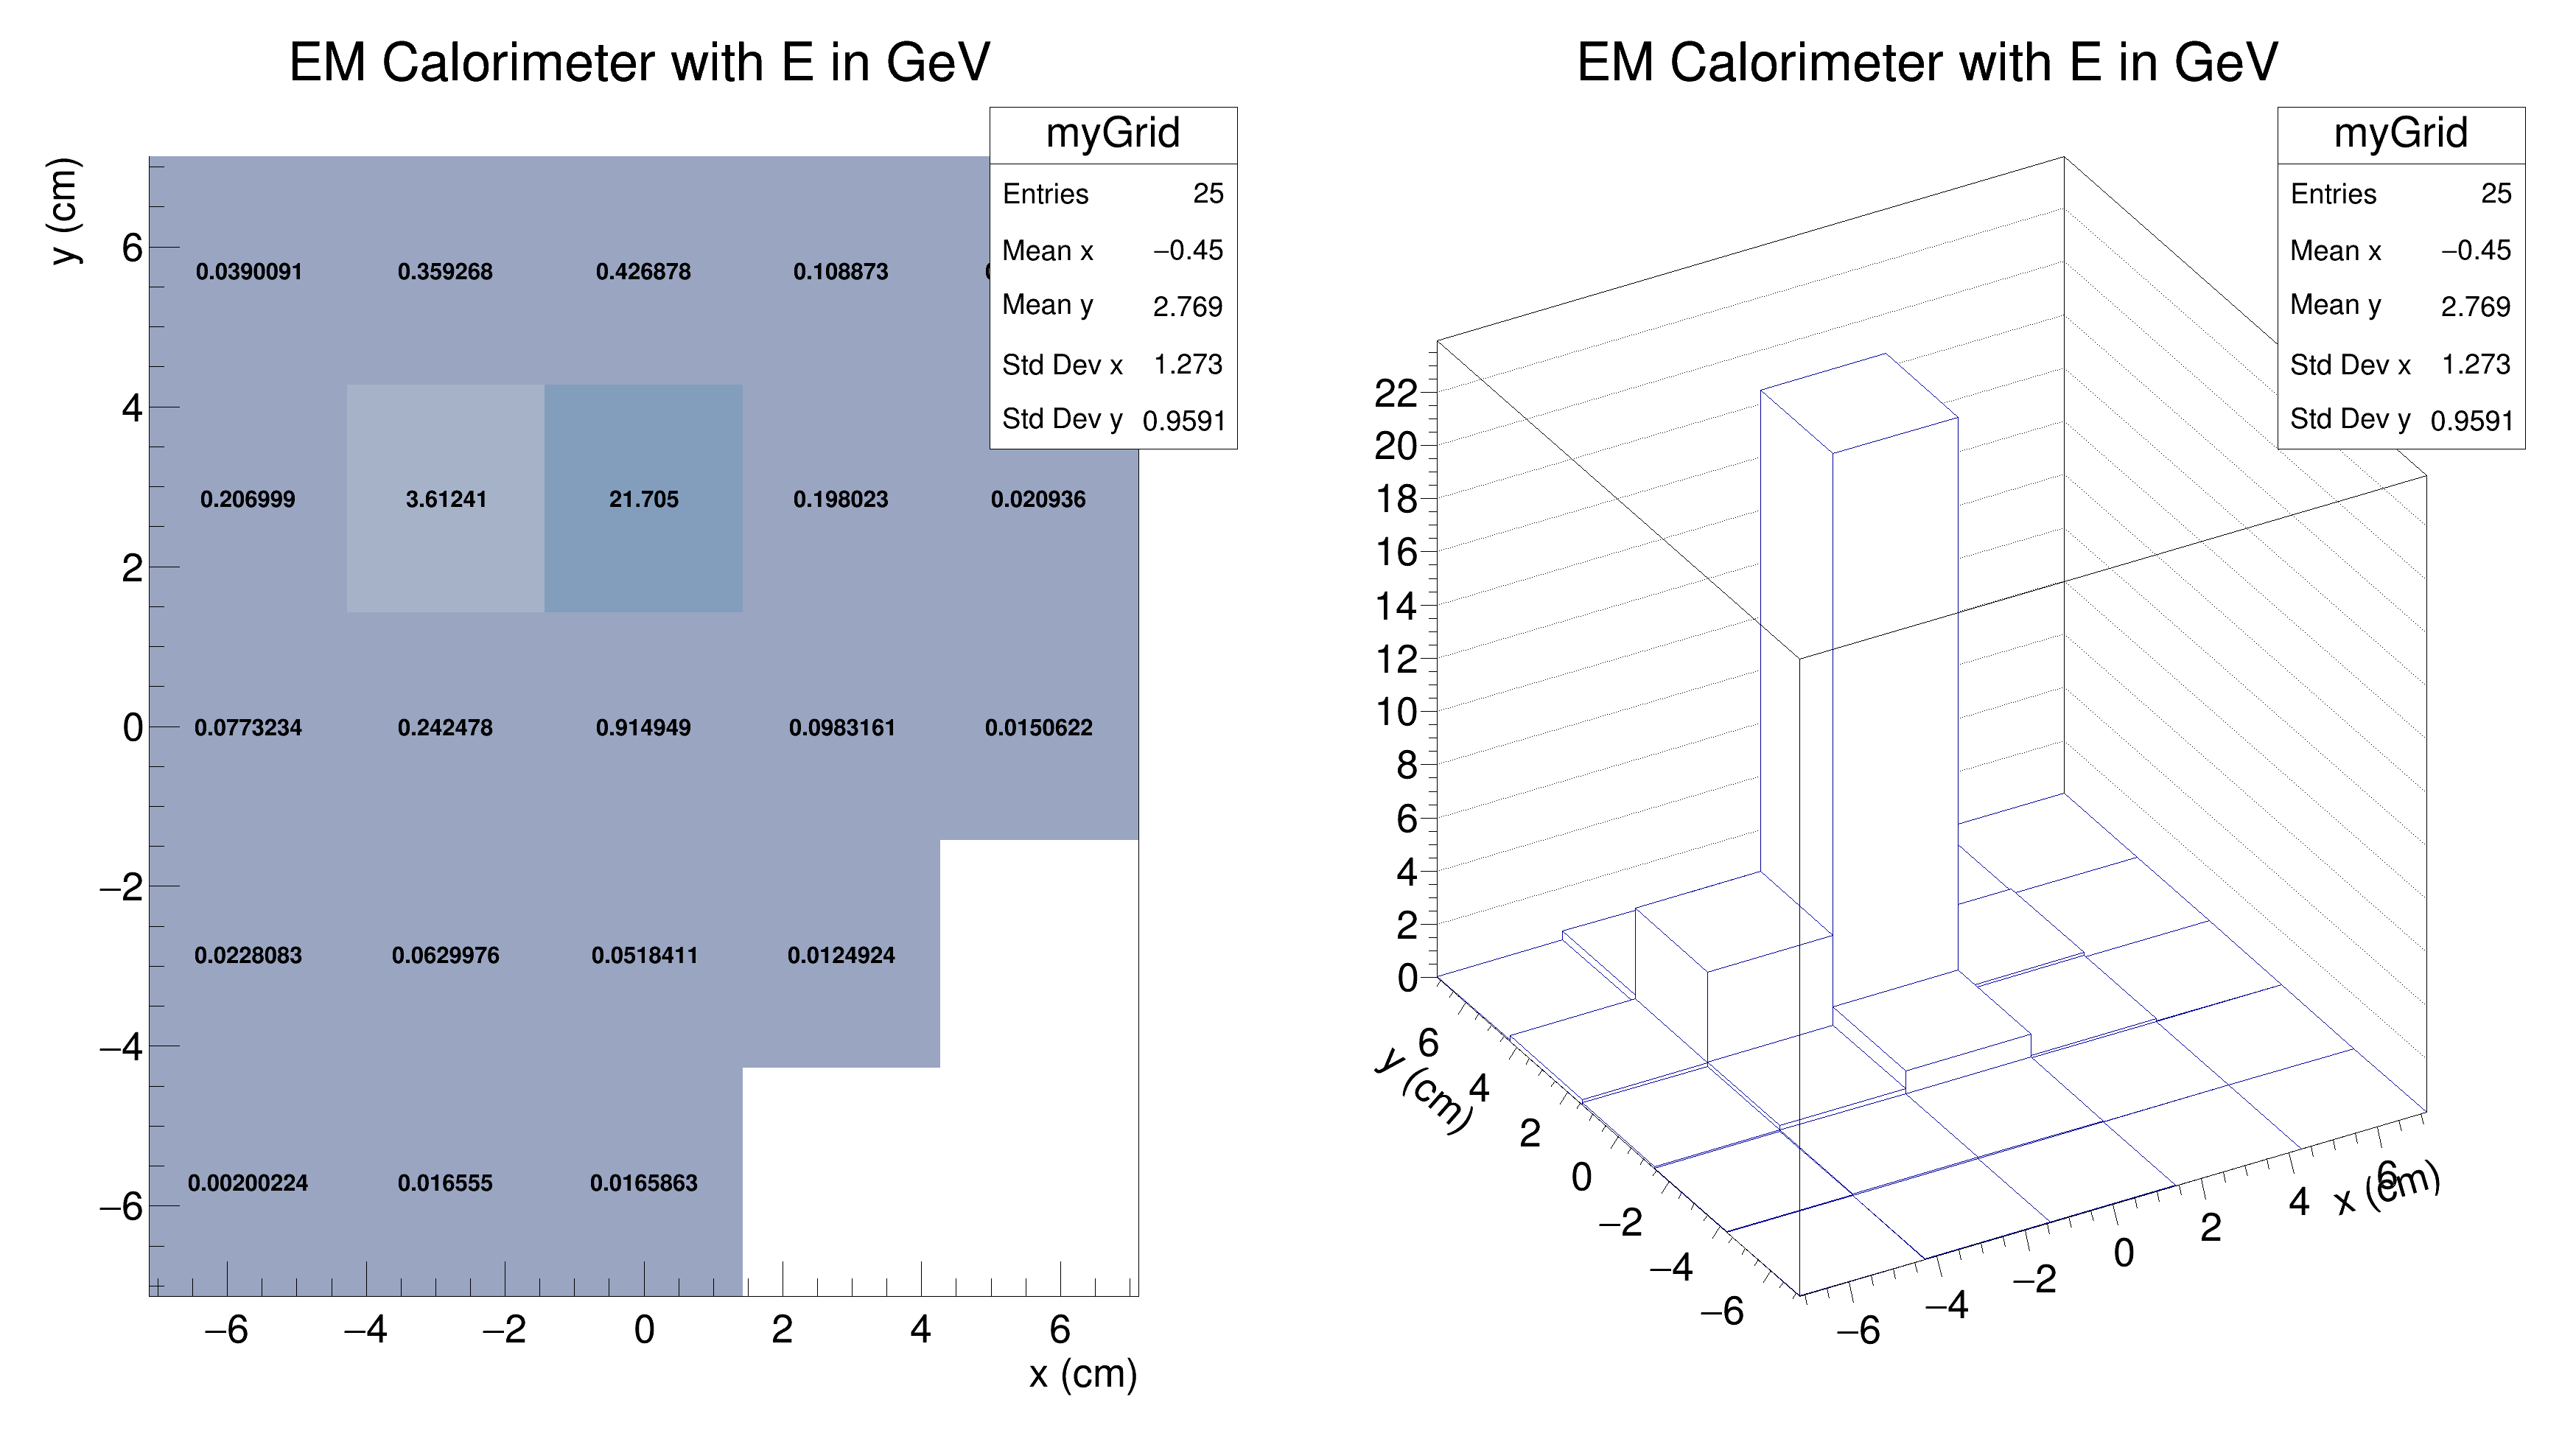 EM Calorimeter with E in GeV
myGrid
Entries 25
Mean x −0.45
Mean y 2.769
Std Dev x 1.273
Std Dev y 0.9591
y (cm)
6
4
2
0
−2
−4
−6
0.0390091 0.359268 0.426878 0.108873
0.206999 3.61241 21.705 0.198023 0.020936
0.0773234 0.242478 0.914949 0.0983161 0.0150622
0.0228083 0.0629976 0.0518411 0.0124924
0.00200224 0.016555 0.0165863
−6 −4 −2 0 2 4 6
x (cm)
EM Calorimeter with E in GeV
myGrid
Entries 25
Mean x −0.45
Mean y 2.769
Std Dev x 1.273
Std Dev y 0.9591
22
20
18
16
14
12
10
8
6
4
2
0
y (cm)
6
4
2
0
−2
−4
−6
−6 −4 −2 0 2 4 6
x (cm)